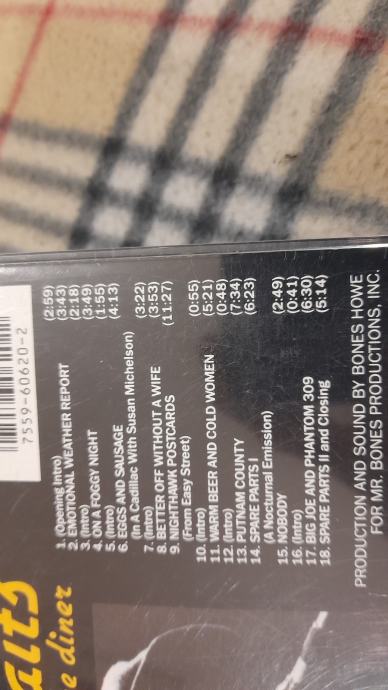 aits
e diner
7559-60620-2
1. (Opening Intro) (2:59)
2. EMOTIONAL WEATHER REPORT (3:43)
3. (Intro) (2:18)
4. ON A FOGGY NIGHT (3:49)
5. (Intro) (1:55)
6. EGGS AND SAUSAGE (4:13)
(In A Cadillac With Susan Michelson)
7. (Intro) (3:22)
8. BETTER OFF WITHOUT A WIFE (3:53)
9. NIGHTHAWK POSTCARDS (11:27)
(From Easy Street)
10. (Intro) (0:55)
11. WARM BEER AND COLD WOMEN (5:21)
12. (Intro) (0:48)
13. PUTNAM COUNTY (7:34)
14. SPARE PARTS I (6:23)
(A Nocturnal Emission)
15. NOBODY (2:49)
16. (Intro) (0:41)
17. BIG JOE AND PHANTOM 309 (6:30)
18. SPARE PARTS II and Closing (5:14)
PRODUCTION AND SOUND BY BONES HOWE
FOR MR. BONES PRODUCTIONS, INC.